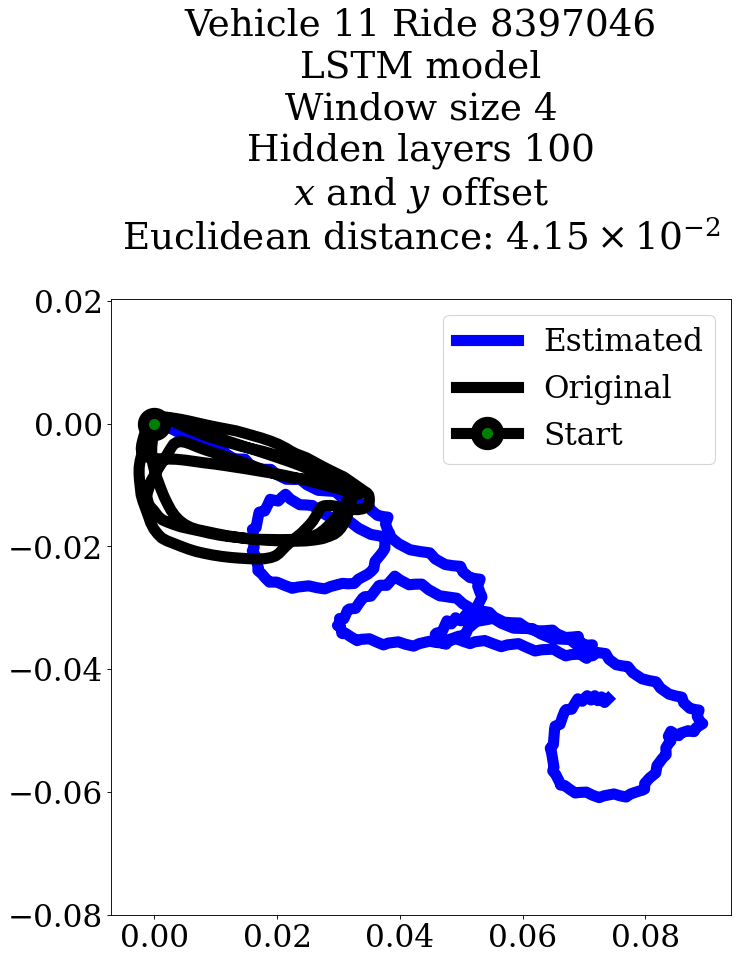 Vehicle 11 Ride 8397046
LSTM model
Window size 4
Hidden layers 100
x and y offset
Euclidean distance: 4.15 × 10⁻²
0.02
0.00
−0.02
−0.04
−0.06
−0.08
Estimated
Original
Start
0.00 0.02 0.04 0.06 0.08